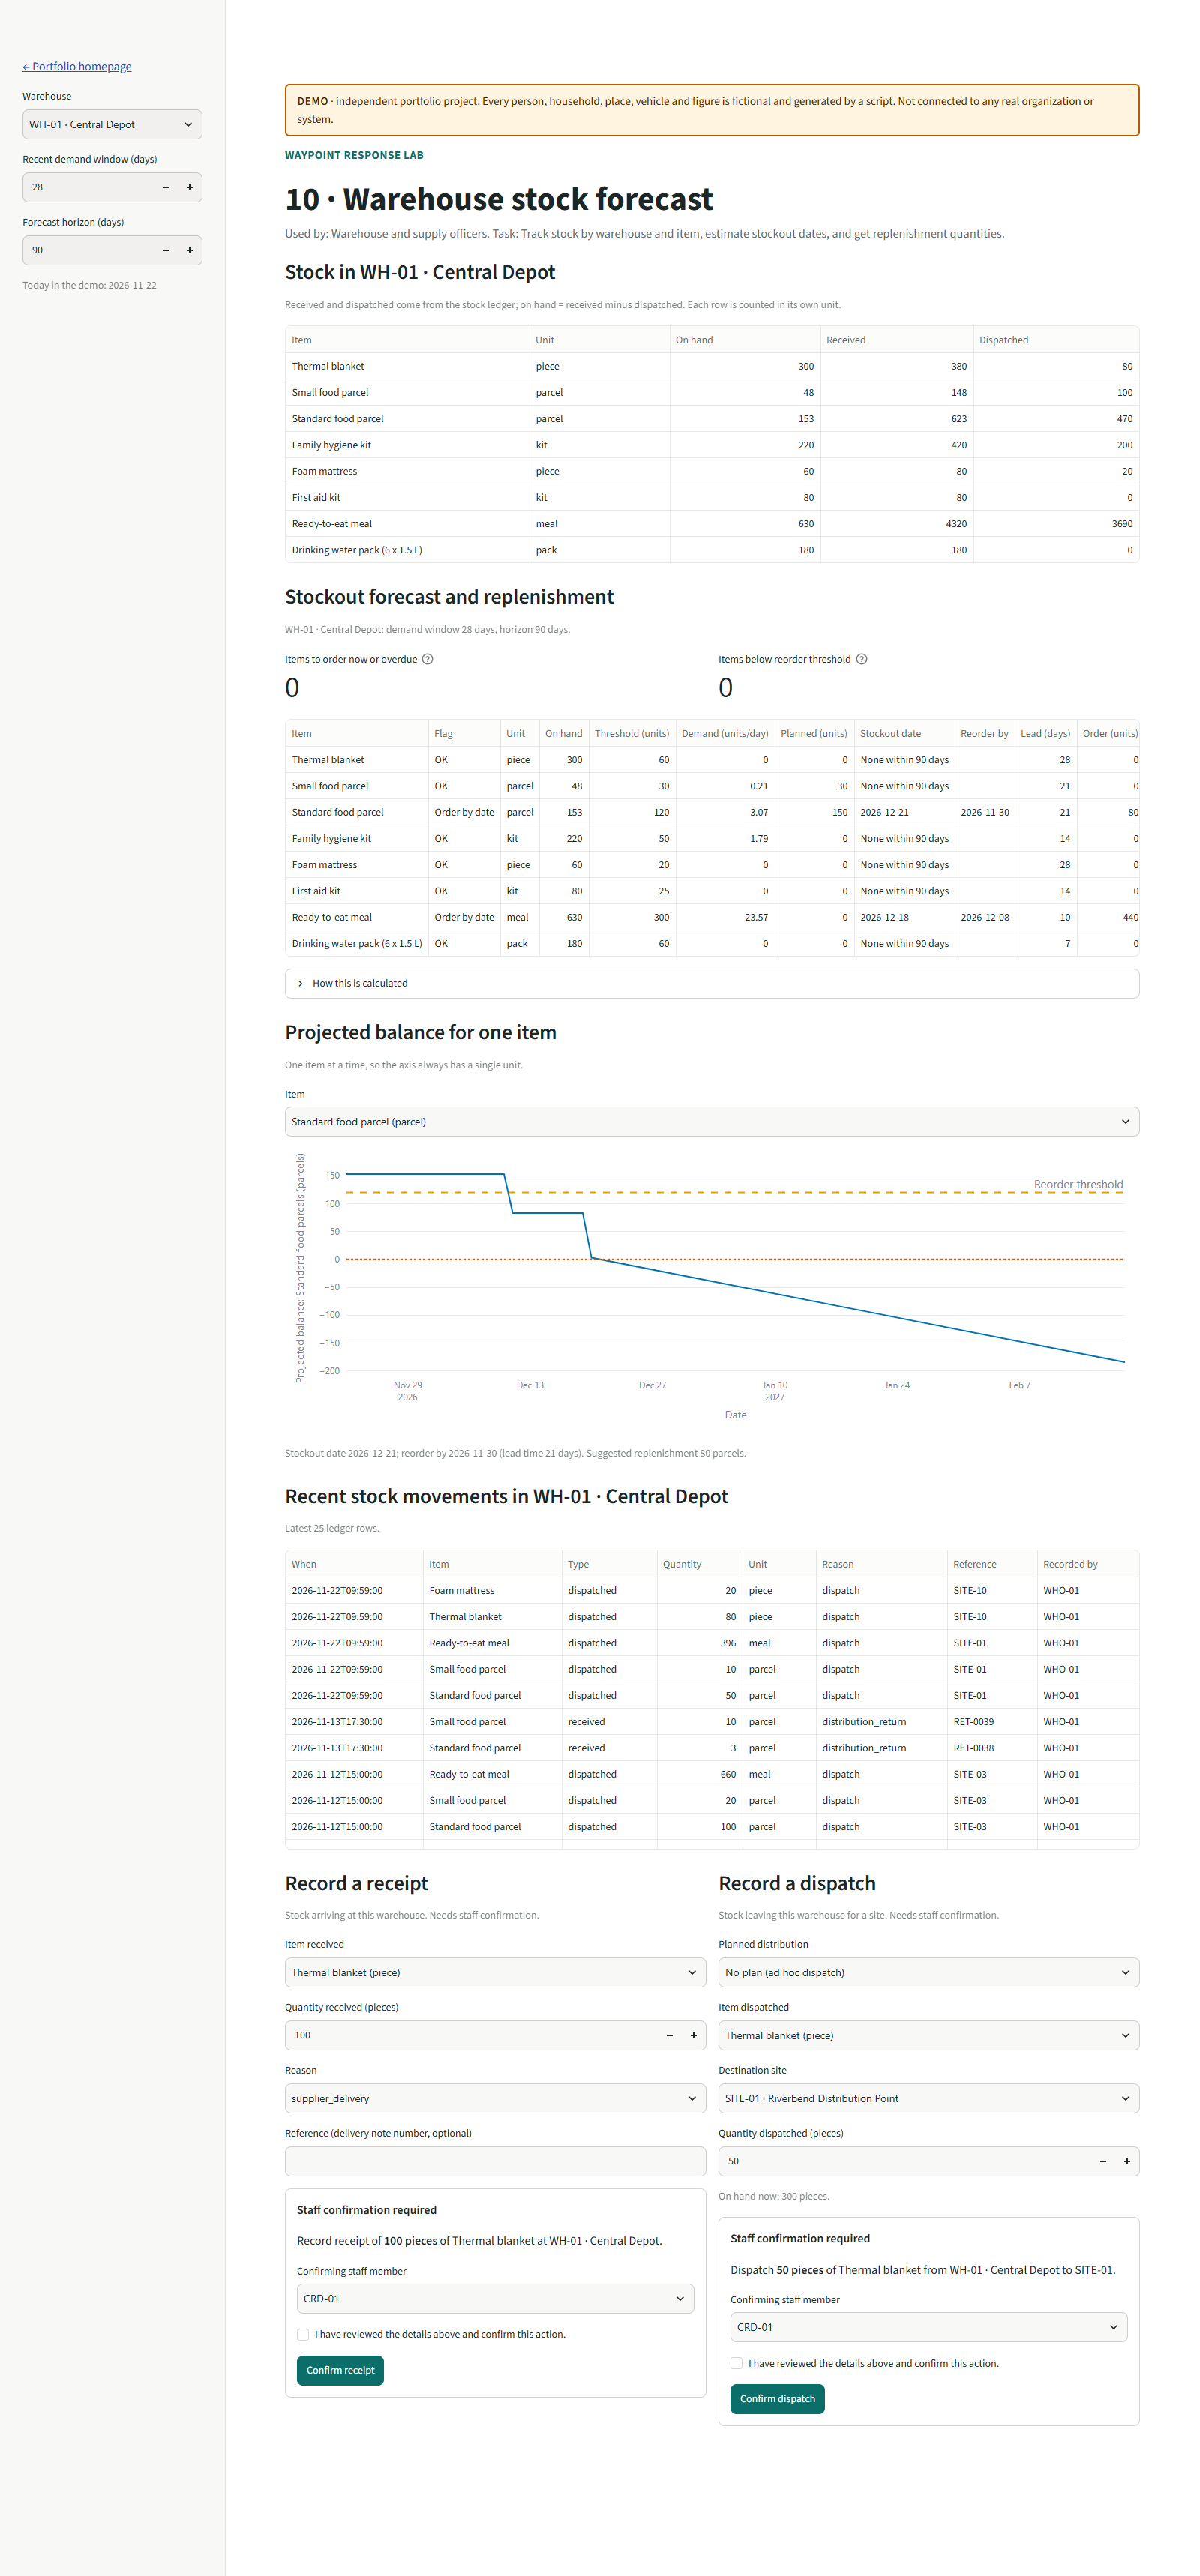 ← Portfolio homepage
Warehouse
WH-01 · Central Depot
Recent demand window (days)
28
Forecast horizon (days)
90
Today in the demo: 2026-11-22
DEMO · independent portfolio project. Every person, household, place, vehicle and figure is fictional and generated by a script. Not connected to any real organization or
system.
WAYPOINT RESPONSE LAB
10 · Warehouse stock forecast
Used by: Warehouse and supply officers. Task: Track stock by warehouse and item, estimate stockout dates, and get replenishment quantities.
Stock in WH-01 · Central Depot
Received and dispatched come from the stock ledger; on hand = received minus dispatched. Each row is counted in its own unit.
Item Unit On hand Received Dispatched
Thermal blanket piece 300 380 80
Small food parcel parcel 48 148 100
Standard food parcel parcel 153 623 470
Family hygiene kit kit 220 420 200
Foam mattress piece 60 80 20
First aid kit kit 80 80 0
Ready-to-eat meal meal 630 4320 3690
Drinking water pack (6 x 1.5 L) pack 180 180 0
Stockout forecast and replenishment
WH-01 · Central Depot: demand window 28 days, horizon 90 days.
Items to order now or overdue Items below reorder threshold
0 0
Item Flag Unit On hand Threshold (units) Demand (units/day) Planned (units) Stockout date Reorder by Lead (days) Order (units)
Thermal blanket OK piece 300 60 0 0 None within 90 days 28 0
Small food parcel OK parcel 48 30 0.21 30 None within 90 days 21 0
Standard food parcel Order by date parcel 153 120 3.07 150 2026-12-21 2026-11-30 21 80
Family hygiene kit OK kit 220 50 1.79 0 None within 90 days 14 0
Foam mattress OK piece 60 20 0 0 None within 90 days 28 0
First aid kit OK kit 80 25 0 0 None within 90 days 14 0
Ready-to-eat meal Order by date meal 630 300 23.57 0 2026-12-18 2026-12-08 10 440
Drinking water pack (6 x 1.5 L) OK pack 180 60 0 0 None within 90 days 7 0
How this is calculated
Projected balance for one item
One item at a time, so the axis always has a single unit.
Item
Standard food parcel (parcel)
Projected balance: Standard food parcels (parcels)
150
100
50
0
−50
−100
−150
−200
Reorder threshold
Nov 29 Dec 13 Dec 27 Jan 10 Jan 24 Feb 7
2026 2027
Date
Stockout date 2026-12-21; reorder by 2026-11-30 (lead time 21 days). Suggested replenishment 80 parcels.
Recent stock movements in WH-01 · Central Depot
Latest 25 ledger rows.
When Item Type Quantity Unit Reason Reference Recorded by
2026-11-22T09:59:00 Foam mattress dispatched 20 piece dispatch SITE-10 WHO-01
2026-11-22T09:59:00 Thermal blanket dispatched 80 piece dispatch SITE-10 WHO-01
2026-11-22T09:59:00 Ready-to-eat meal dispatched 396 meal dispatch SITE-01 WHO-01
2026-11-22T09:59:00 Small food parcel dispatched 10 parcel dispatch SITE-01 WHO-01
2026-11-22T09:59:00 Standard food parcel dispatched 50 parcel dispatch SITE-01 WHO-01
2026-11-13T17:30:00 Small food parcel received 10 parcel distribution_return RET-0039 WHO-01
2026-11-13T17:30:00 Standard food parcel received 3 parcel distribution_return RET-0038 WHO-01
2026-11-12T15:00:00 Ready-to-eat meal dispatched 660 meal dispatch SITE-03 WHO-01
2026-11-12T15:00:00 Small food parcel dispatched 20 parcel dispatch SITE-03 WHO-01
2026-11-12T15:00:00 Standard food parcel dispatched 100 parcel dispatch SITE-03 WHO-01
Record a receipt
Stock arriving at this warehouse. Needs staff confirmation.
Item received
Thermal blanket (piece)
Quantity received (pieces)
100
Reason
supplier_delivery
Reference (delivery note number, optional)
Staff confirmation required
Record receipt of 100 pieces of Thermal blanket at WH-01 · Central Depot.
Confirming staff member
CRD-01
I have reviewed the details above and confirm this action.
Confirm receipt
Record a dispatch
Stock leaving this warehouse for a site. Needs staff confirmation.
Planned distribution
No plan (ad hoc dispatch)
Item dispatched
Thermal blanket (piece)
Destination site
SITE-01 · Riverbend Distribution Point
Quantity dispatched (pieces)
50
On hand now: 300 pieces.
Staff confirmation required
Dispatch 50 pieces of Thermal blanket from WH-01 · Central Depot to SITE-01.
Confirming staff member
CRD-01
I have reviewed the details above and confirm this action.
Confirm dispatch